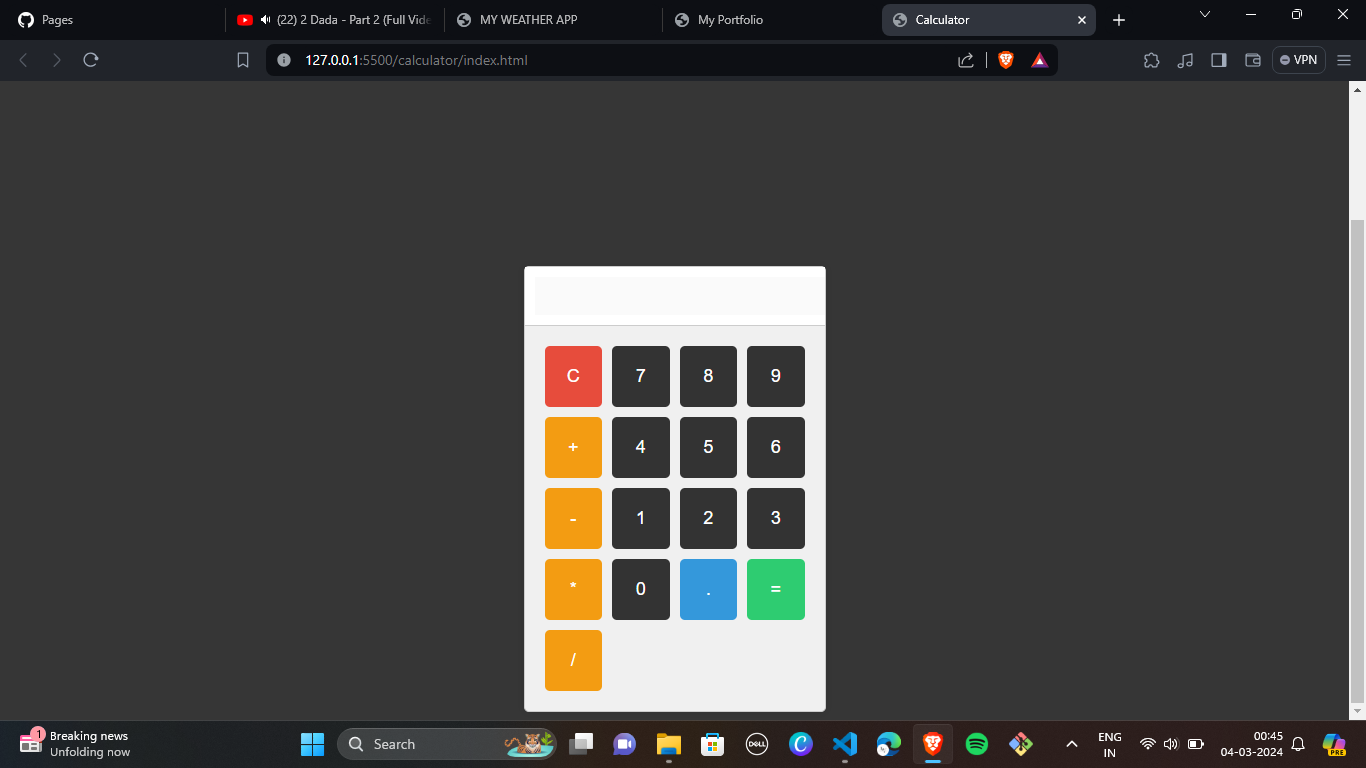 Pages
(22) 2 Dada - Part 2 (Full Vide
MY WEATHER APP
My Portfolio
Calculator
127.0.0.1:5500/calculator/index.html
VPN
C 7 8 9
+ 4 5 6
- 1 2 3
* 0 . =
/
1
Breaking news
Unfolding now
Search
DELL
PRE
ENG
IN
00:45
04-03-2024